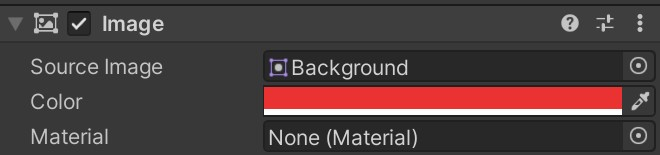 Image
Source Image Background
Color
Material None (Material)